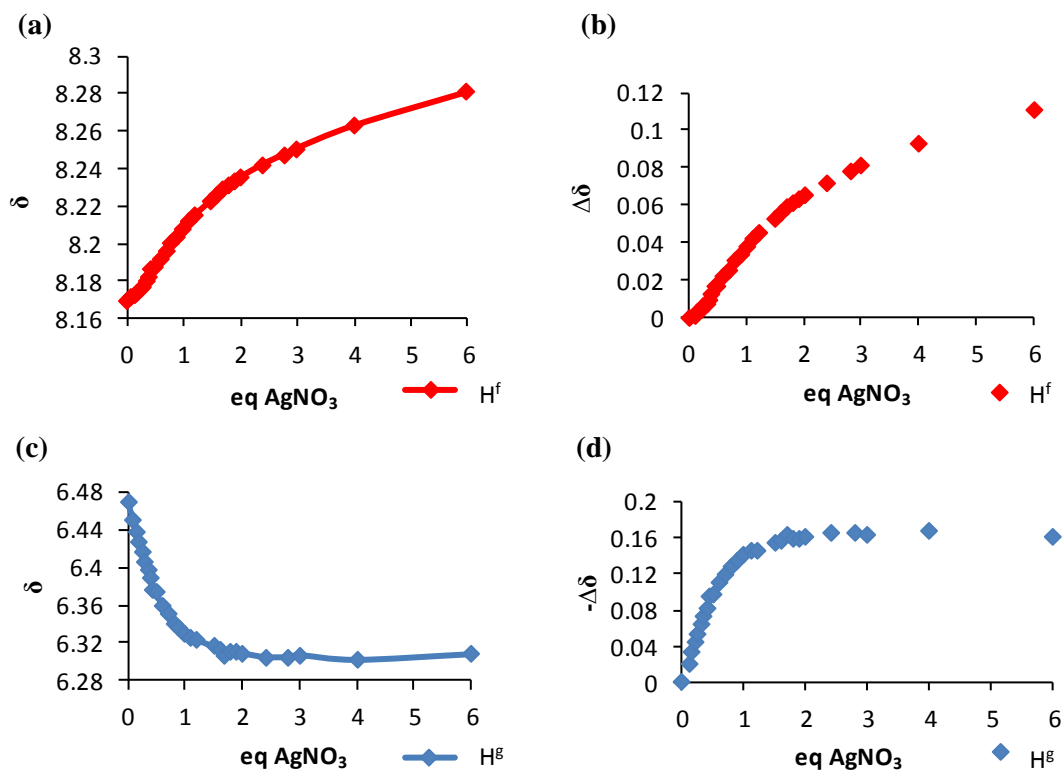 (a)
8.3
8.28
8.26
8.24
8.22
8.2
8.18
8.16
δ
0 1 2 3 4 5 6
eq AgNO₃
Hᶠ
(b)
0.12
0.1
0.08
0.06
0.04
0.02
0
Δδ
0 1 2 3 4 5 6
eq AgNO₃
Hᶠ
(c)
6.48
6.44
6.4
6.36
6.32
6.28
δ
0 1 2 3 4 5 6
eq AgNO₃
Hᵍ
(d)
0.2
0.16
0.12
0.08
0.04
0
-Δδ
0 1 2 3 4 5 6
eq AgNO₃
Hᵍ